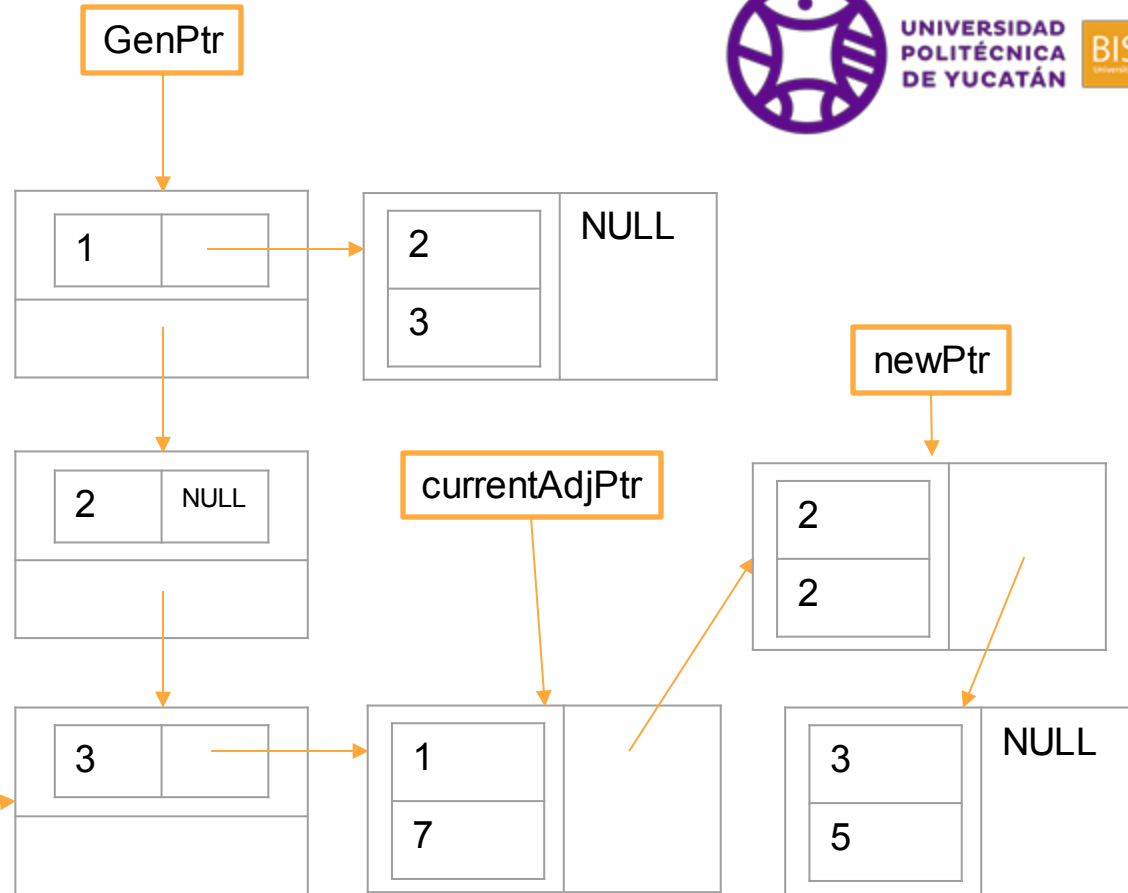 GenPtr
UNIVERSIDAD
POLITÉCNICA
DE YUCATÁN
1
2
3
NULL
newPtr
2
NULL
currentAdjPtr
2
2
3
1
7
3
5
NULL